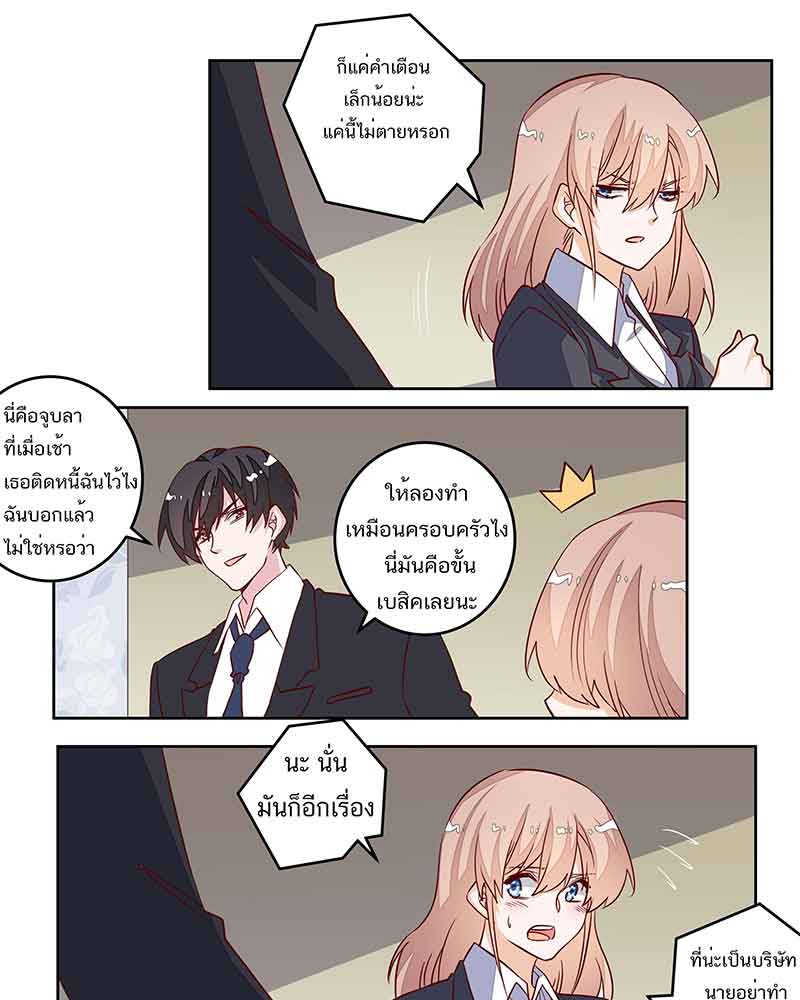 ก็แค่คำเตือน
เล็กน้อยน่ะ
แค่นี้ไม่ตายหรอก
นี่คือจูบลา
ที่เมื่อเช้า
เธอติดหนี้ฉันไว้ไง
ฉันบอกแล้ว
ไม่ใช่หรอว่า
ให้ลองทำ
เหมือนครอบครัวไง
นี่มันคือขั้น
เบสิคเลยนะ
นะ นั่น
มันก็อีกเรื่อง
ที่น่ะเป็นบริษัท
นายอย่าทำ